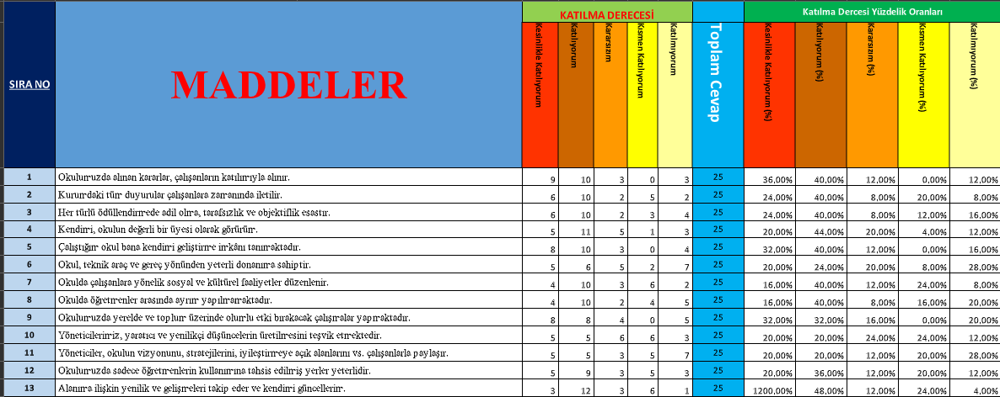 KATILMA DERECESİ
Katılma Dercesi Yüzdelik Oranları
SIRA NO
MADDELER
Kesinlikde Katılıyorum
Katılıyorum
Kararsızım
Kısmen Katılıyorum
Katılmıyorum
Toplam Cevap
Kesinlikde Katılıyorum (%)
Katılıyorum (%)
Kararsızım (%)
Kısmen Katılıyorum (%)
Katılmıyorum (%)
1 Okulumuzda alınan kararlar, çalışanların katılımıyla alınır. 9 10 3 0 3 25 36,00% 40,00% 12,00% 0,00% 12,00%
2 Kurumdaki tüm duyurular çalışanlara zamanında iletilir. 6 10 2 5 2 25 24,00% 40,00% 8,00% 20,00% 8,00%
3 Her türlü ödüllendirmede adil olma, tarafsızlık ve objektiflik esastır. 6 10 2 3 4 25 24,00% 40,00% 8,00% 12,00% 16,00%
4 Kendimi, okulun değerli bir üyesi olarak görürüm. 5 11 5 1 3 25 20,00% 44,00% 20,00% 4,00% 12,00%
5 Çalıştığım okul bana kendimi geliştirme imkânı tanımaktadır. 8 10 3 0 4 25 32,00% 40,00% 12,00% 0,00% 16,00%
6 Okul, teknik araç ve gereç yönünden yeterli donanıma sahiptir. 5 6 5 2 7 25 20,00% 24,00% 20,00% 8,00% 28,00%
7 Okulda çalışanlara yönelik sosyal ve kültürel faaliyetler düzenlenir. 4 10 3 6 2 25 16,00% 40,00% 12,00% 24,00% 8,00%
8 Okulda öğretmenler arasında ayrım yapılmamaktadır. 4 10 2 4 5 25 16,00% 40,00% 8,00% 16,00% 20,00%
9 Okulumuzda yerelde ve toplum üzerinde olumlu etki bırakacak çalışmalar yapmaktadır. 8 8 4 0 5 25 32,00% 32,00% 16,00% 0,00% 20,00%
10 Yöneticilerimiz, yaratıcı ve yenilikçi düşüncelerin üretilmesini teşvik etmektedir. 5 5 6 6 3 25 20,00% 20,00% 24,00% 24,00% 12,00%
11 Yöneticiler, okulun vizyonunu, stratejilerini, iyileştirmeye açık alanlarını vs. çalışanlarla paylaşır. 5 5 3 5 7 25 20,00% 20,00% 12,00% 20,00% 28,00%
12 Okulumuzda sadece öğretmenlerin kullanımına tahsis edilmiş yerler yeterlidir. 5 9 3 5 3 25 20,00% 36,00% 12,00% 20,00% 12,00%
13 Alanıma ilişkin yenilik ve gelişmeleri takip eder ve kendimi güncellerim. 3 12 3 6 1 25 1200,00% 48,00% 12,00% 24,00% 4,00%